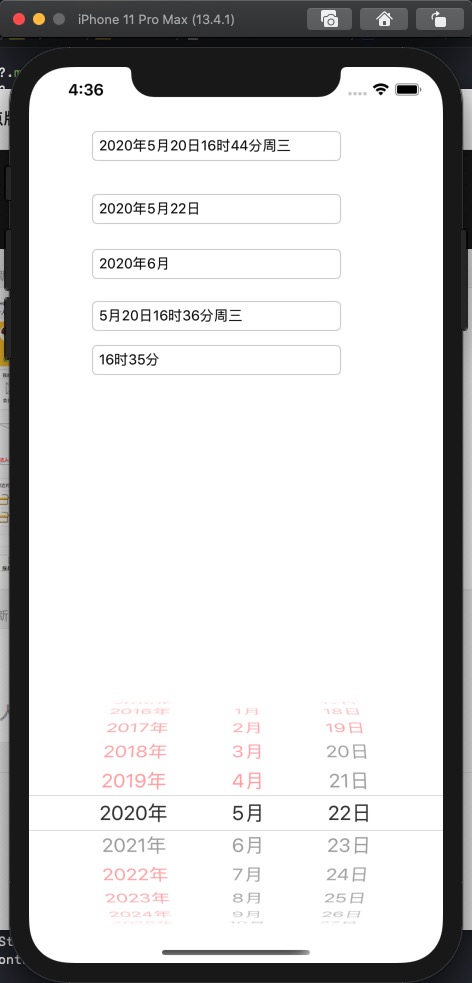 iPhone 11 Pro Max (13.4.1)
4:36
2020年5月20日16时44分周三
2020年5月22日
2020年6月
5月20日16时36分周三
16时35分
2016年 1月 18日
2017年 2月 19日
2018年 3月 20日
2019年 4月 21日
2020年 5月 22日
2021年 6月 23日
2022年 7月 24日
2023年 8月 25日
2024年 9月 26日